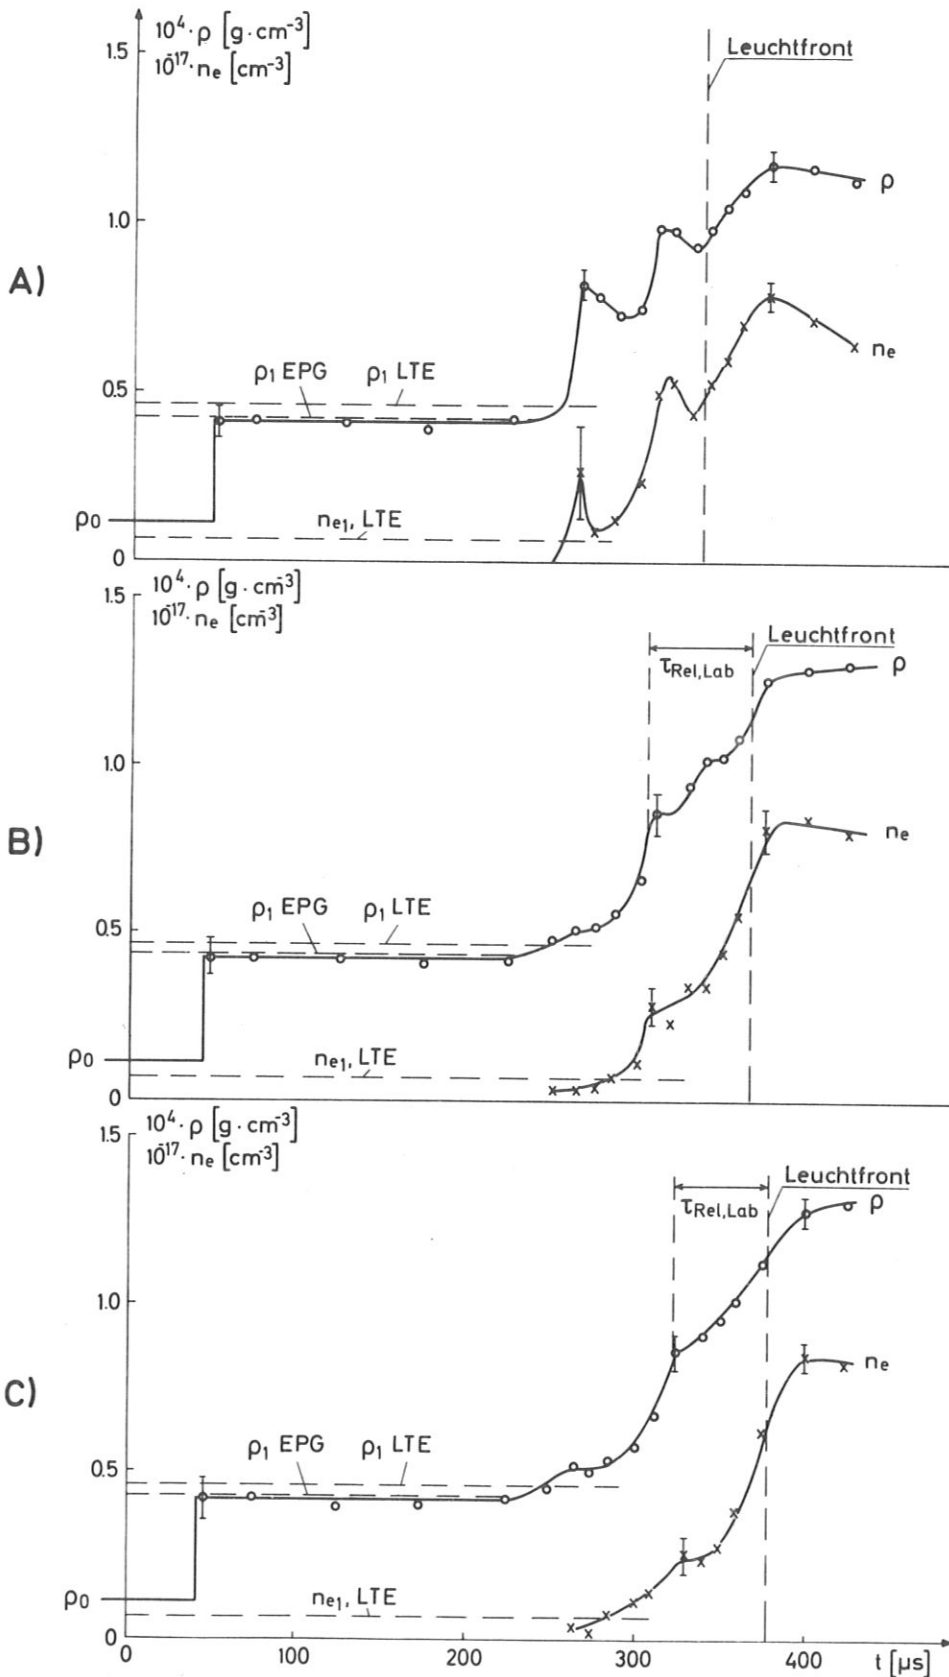 10⁴·ρ [g·cm⁻³]
10⁻¹⁷·nₑ [cm⁻³]
1.5
Leuchtfront
ρ
1.0
A)
nₑ
ρ₁ EPG ρ₁ LTE
0.5
ρ₀
nₑ₁, LTE
0
10⁴·ρ [g·cm⁻³]
10⁻¹⁷·nₑ [cm⁻³]
1.5
Leuchtfront
τRel,Lab
ρ
1.0
B)
nₑ
ρ₁ EPG ρ₁ LTE
0.5
ρ₀
nₑ₁, LTE
0
10⁴·ρ [g·cm⁻³]
10⁻¹⁷·nₑ [cm⁻³]
1.5
Leuchtfront
τRel,Lab
ρ
1.0
nₑ
C)
ρ₁ EPG ρ₁ LTE
0.5
ρ₀
nₑ₁, LTE
0
0 100 200 300 400 t [µs]